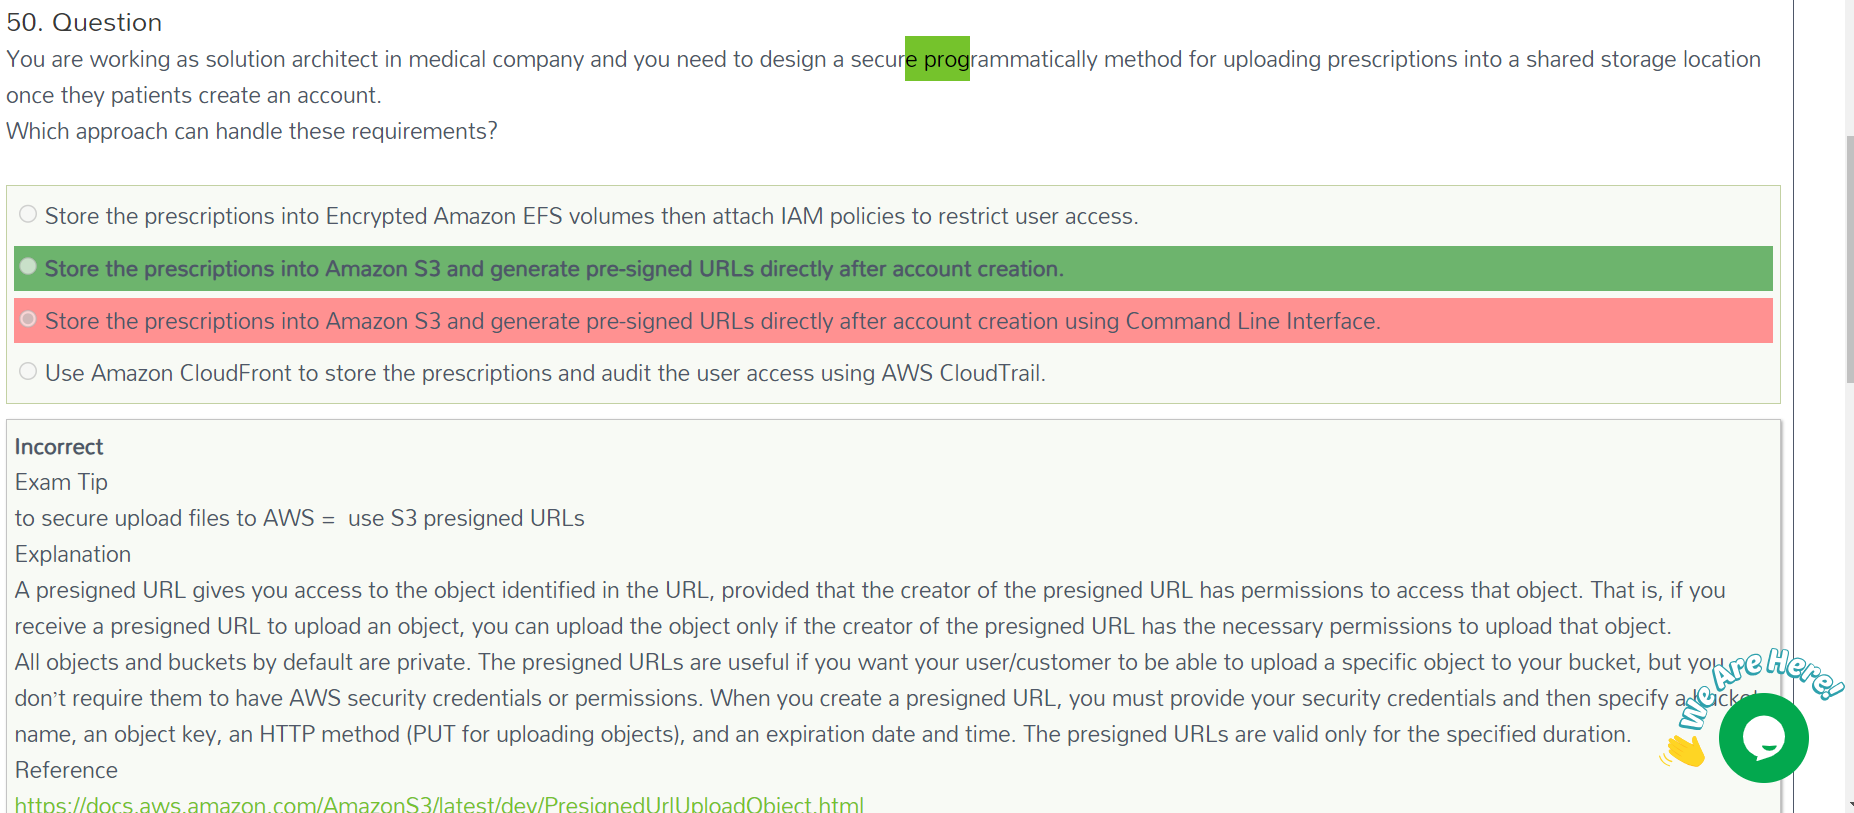 50. Question
You are working as solution architect in medical company and you need to design a secure programmatically method for uploading prescriptions into a shared storage location
once they patients create an account.
Which approach can handle these requirements?
Store the prescriptions into Encrypted Amazon EFS volumes then attach IAM policies to restrict user access.
Store the prescriptions into Amazon S3 and generate pre-signed URLs directly after account creation.
Store the prescriptions into Amazon S3 and generate pre-signed URLs directly after account creation using Command Line Interface.
Use Amazon CloudFront to store the prescriptions and audit the user access using AWS CloudTrail.
Incorrect
Exam Tip
to secure upload files to AWS = use S3 presigned URLs
Explanation
A presigned URL gives you access to the object identified in the URL, provided that the creator of the presigned URL has permissions to access that object. That is, if you
receive a presigned URL to upload an object, you can upload the object only if the creator of the presigned URL has the necessary permissions to upload that object.
All objects and buckets by default are private. The presigned URLs are useful if you want your user/customer to be able to upload a specific object to your bucket, but you
don't require them to have AWS security credentials or permissions. When you create a presigned URL, you must provide your security credentials and then specify a bucket
name, an object key, an HTTP method (PUT for uploading objects), and an expiration date and time. The presigned URLs are valid only for the specified duration.
We Are Here!
Reference
https://docs.aws.amazon.com/AmazonS3/latest/dev/PresignedUrlUploadObject.html